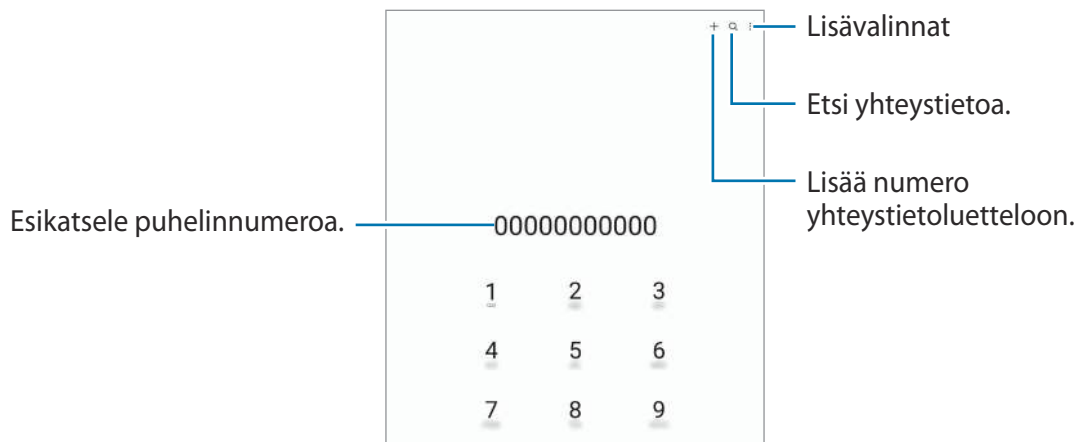 Lisävalinnat
Etsi yhteystietoa.
Lisää numero
yhteystietoluetteloon.
Esikatsele puhelinnumeroa.
00000000000
1 2 3
4 5 6
7 8 9